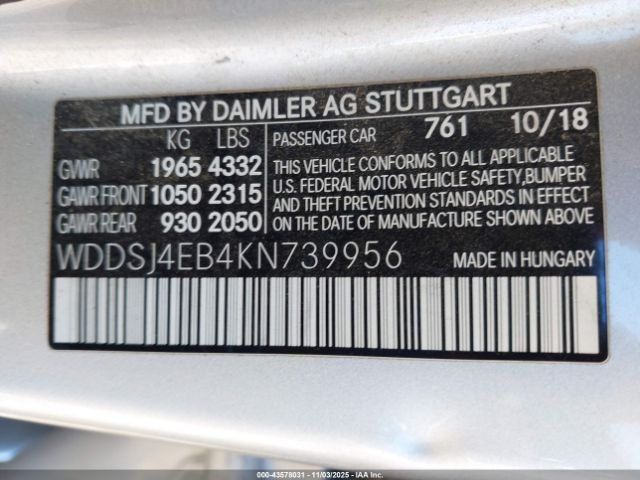 MFD BY DAIMLER AG STUTTGART
KG LBS
GVWR 1965 4332
GAWR FRONT 1050 2315
GAWR REAR 930 2050
PASSENGER CAR 761 10/18
THIS VEHICLE CONFORMS TO ALL APPLICABLE
U.S. FEDERAL MOTOR VEHICLE SAFETY,BUMPER
AND THEFT PREVENTION STANDARDS IN EFFECT
ON THE DATE OF MANUFACTURE SHOWN ABOVE
WDDSJ4EB4KN739956 MADE IN HUNGARY
000-43578031 - 11/03/2025 - IAAI.COM